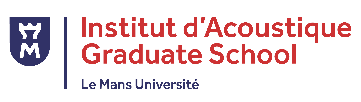 Institut d'Acoustique
Graduate School
Le Mans Université